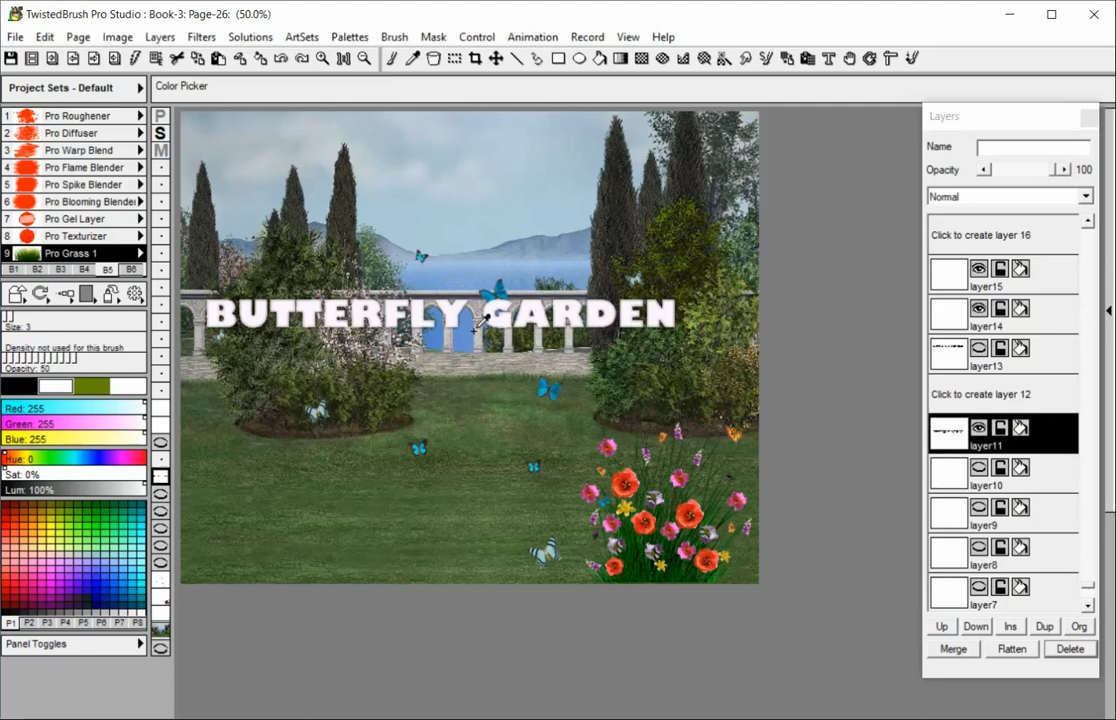 TwistedBrush Pro Studio : Book-3: Page-26: (50.0%)
File Edit Page Image Layers Filters Solutions ArtSets Palettes Brush Mask Control Animation Record View Help
Project Sets - Default
Color Picker
1 Pro Roughener
2 Pro Diffuser
3 Pro Warp Blend
4 Pro Flame Blender
5 Pro Spike Blender
6 Pro Blooming Blender
7 Pro Gel Layer
8 Pro Texturizer
9 Pro Grass 1
B1 B2 B3 B4 B5 B6
P
S
M
Size: 3
Density not used for this brush
Opacity: 50
Red: 255
Green: 255
Blue: 255
Hue: 0
Sat: 0%
Lum: 100%
P1 P2 P3 P4 P5 P6 P7 P8
Panel Toggles
BUTTERFLY GARDEN
Layers
Name
Opacity 100
Normal
Click to create layer 16
layer15
layer14
layer13
Click to create layer 12
layer11
layer10
layer9
layer8
layer7
Up Down Ins Dup Org
Merge Flatten Delete